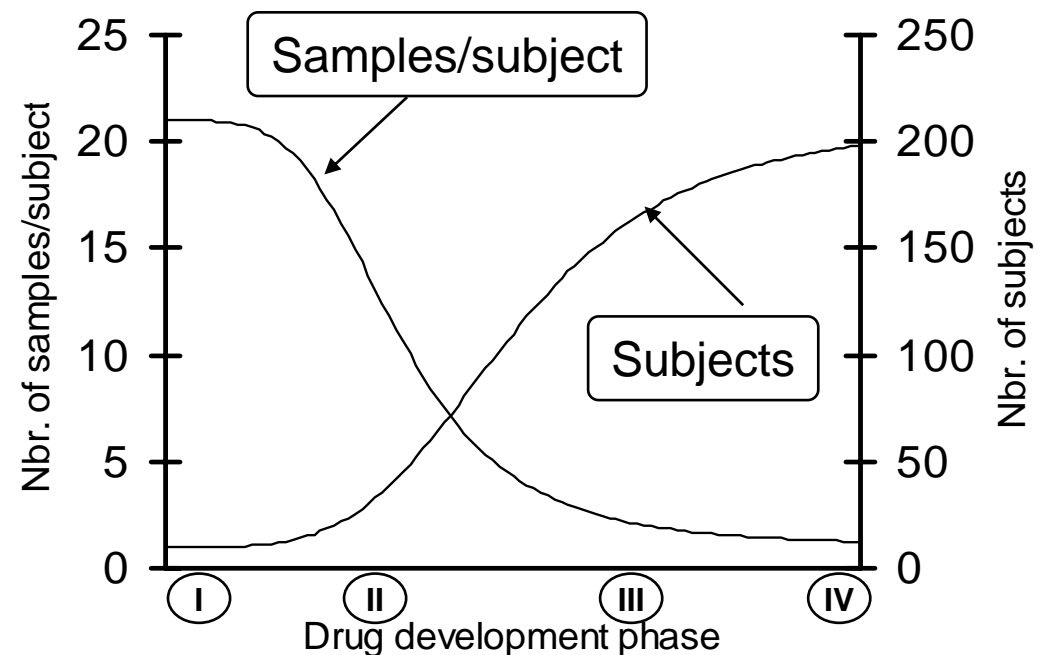 Samples/subject
Subjects
Nbr. of samples/subject
25
20
15
10
5
0
250
200
150
100
50
0
Nbr. of subjects
I II III IV
Drug development phase